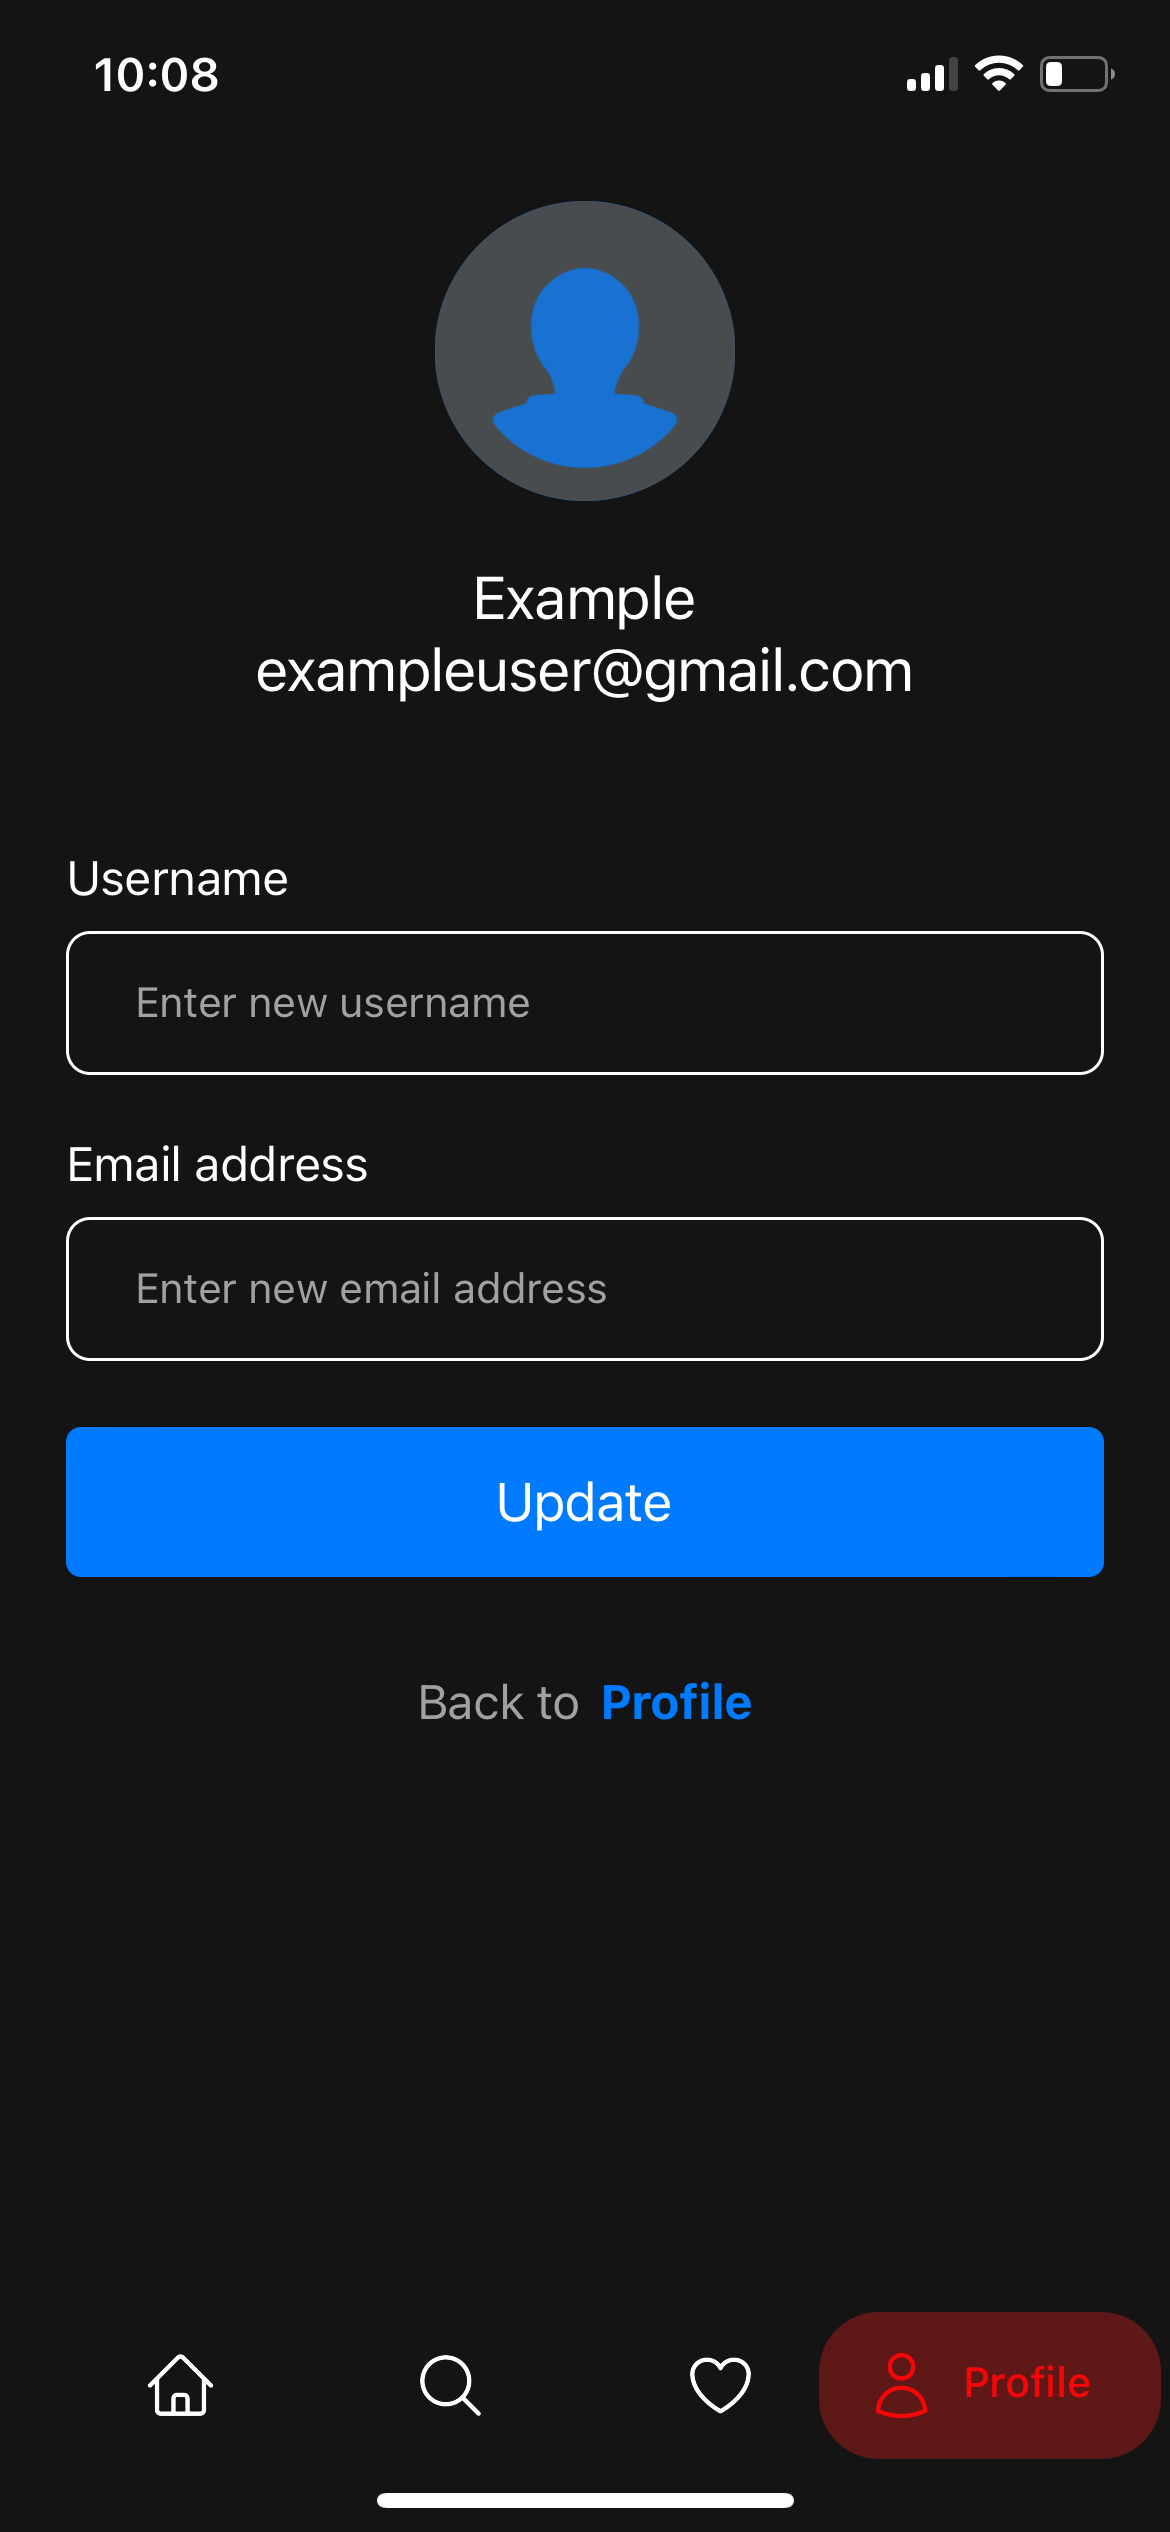 10:08
Example
exampleuser@gmail.com
Username
Enter new username
Email address
Enter new email address
Update
Back to Profile
Profile